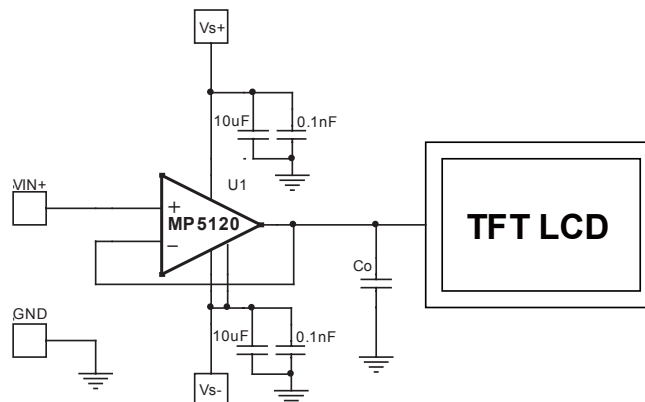 Vs+
10uF
0.1nF
VIN+
U1
+
MP5120
−
TFT LCD
Co
GND
10uF
0.1nF
Vs-